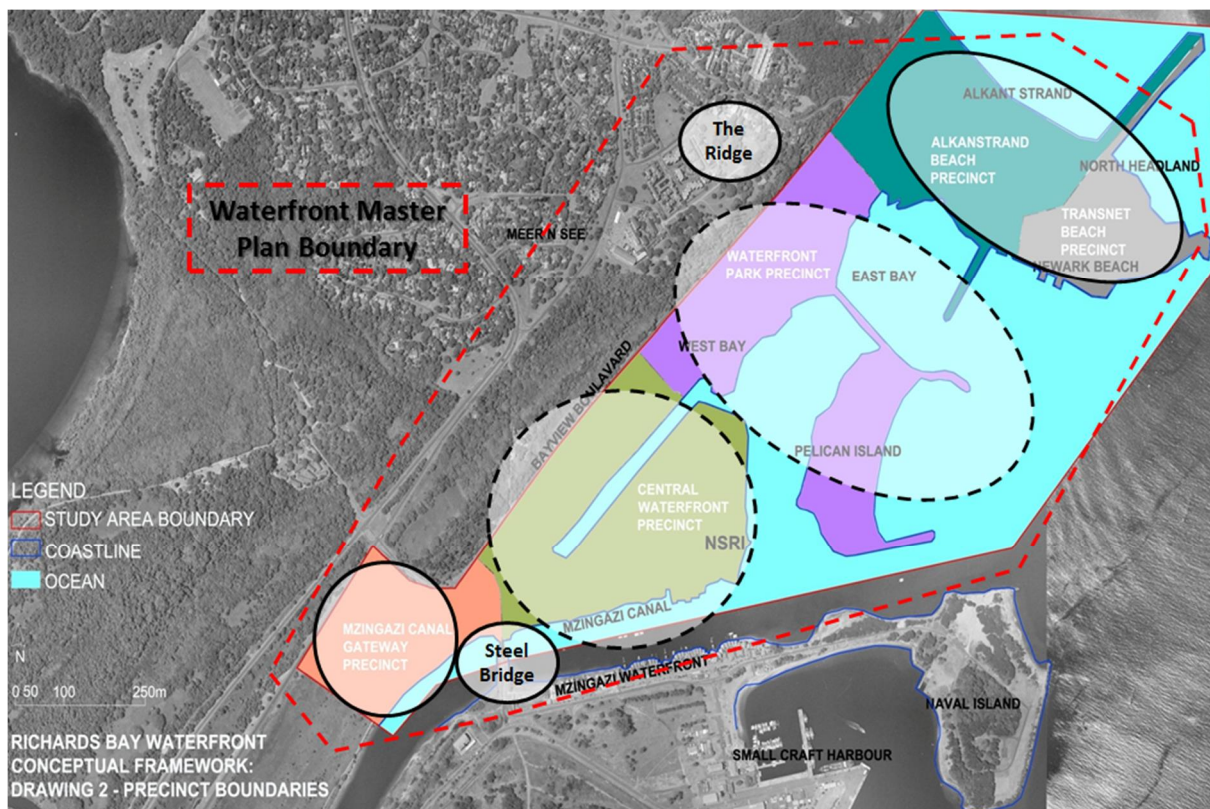 ALKANT STRAND
The
Ridge
ALKANSTRAND
BEACH
PRECINCT
NORTH HEADLAND
Waterfront Master
Plan Boundary
TRANSNET
BEACH
PRECINCT
MEER N SEE
WATERFRONT
PARK PRECINCT
NEWARK BEACH
EAST BAY
WEST BAY
BAYVIEW BOULAVARD
PELICAN ISLAND
LEGEND
STUDY AREA BOUNDARY
COASTLINE
OCEAN
CENTRAL
WATERFRONT
PRECINCT
NSRI
MZINGAZI CANAL
MZINGAZI CANAL
GATEWAY
PRECINCT
Steel
Bridge
MZINGAZI WATERFRONT
N
0 50 100 250m
NAVAL ISLAND
SMALL CRAFT HARBOUR
RICHARDS BAY WATERFRONT
CONCEPTUAL FRAMEWORK:
DRAWING 2 - PRECINCT BOUNDARIES